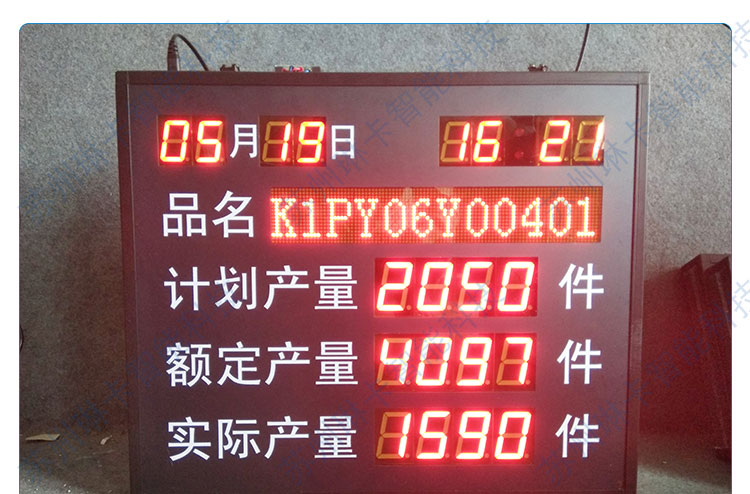 05月19日 16 21
品名 K1PY06Y00401
计划产量 2050 件
额定产量 4097 件
实际产量 1590 件